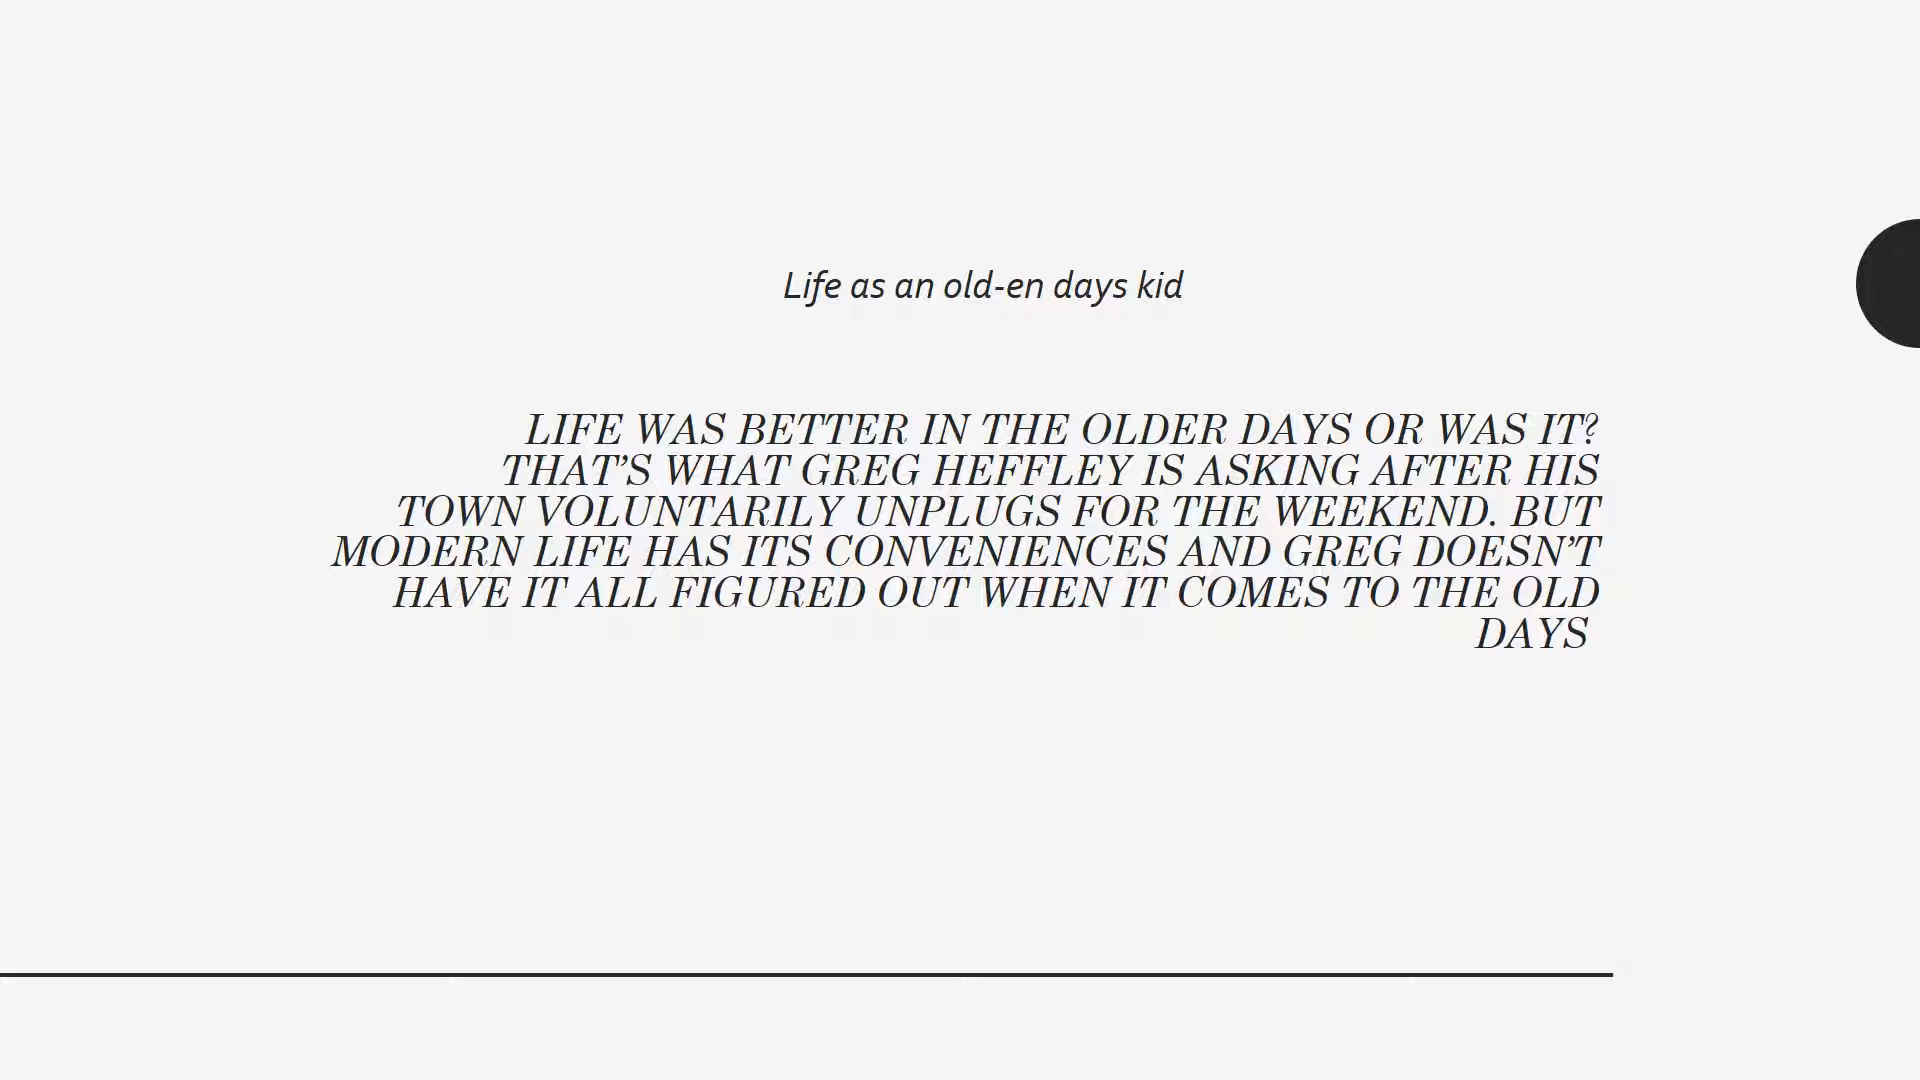 Life as an old-en days kid
LIFE WAS BETTER IN THE OLDER DAYS OR WAS IT?
THAT’S WHAT GREG HEFFLEY IS ASKING AFTER HIS
TOWN VOLUNTARILY UNPLUGS FOR THE WEEKEND. BUT
MODERN LIFE HAS ITS CONVENIENCES AND GREG DOESN’T
HAVE IT ALL FIGURED OUT WHEN IT COMES TO THE OLD
DAYS